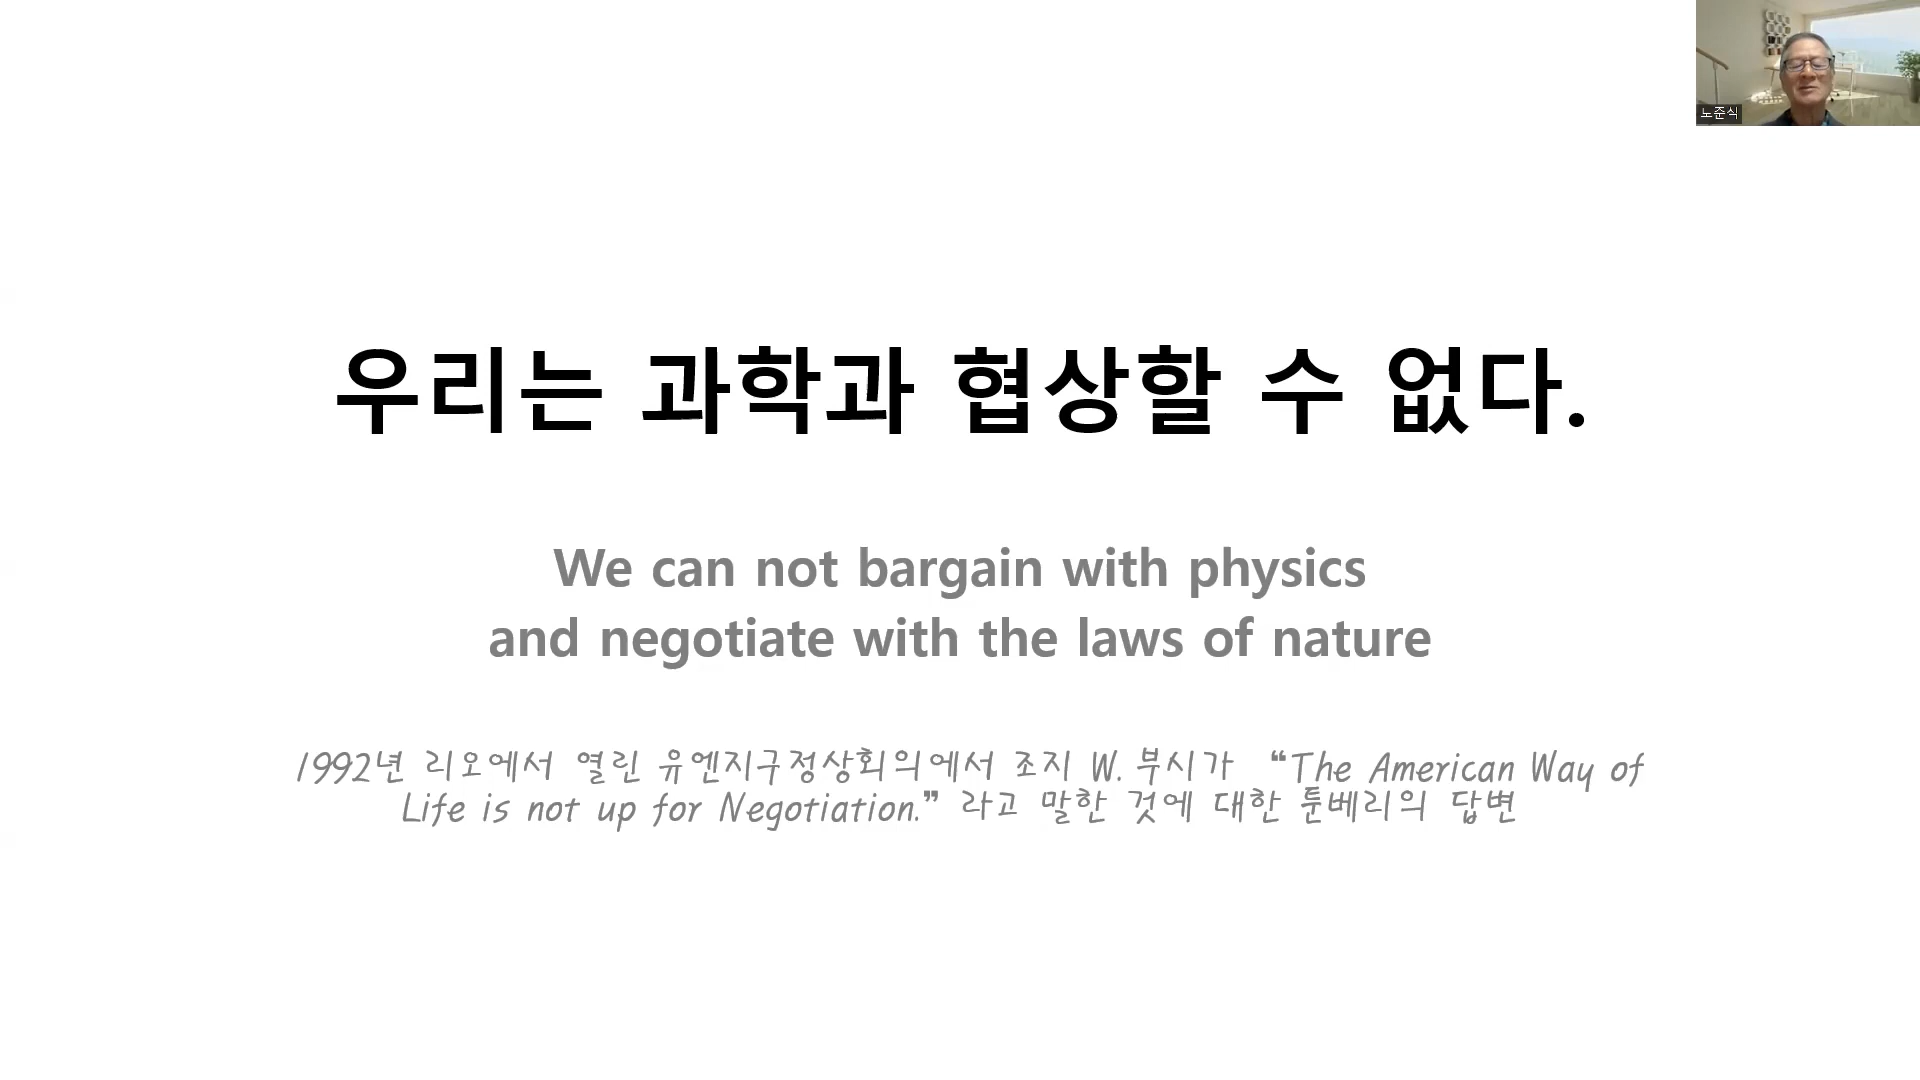 노준식
우리는 과학과 협상할 수 없다.
We can not bargain with physics
and negotiate with the laws of nature
1992년 리오에서 열린 유엔지구정상회의에서 조지 W. 부시가 “The American Way of
Life is not up for Negotiation.” 라고 말한 것에 대한 툰베리의 답변